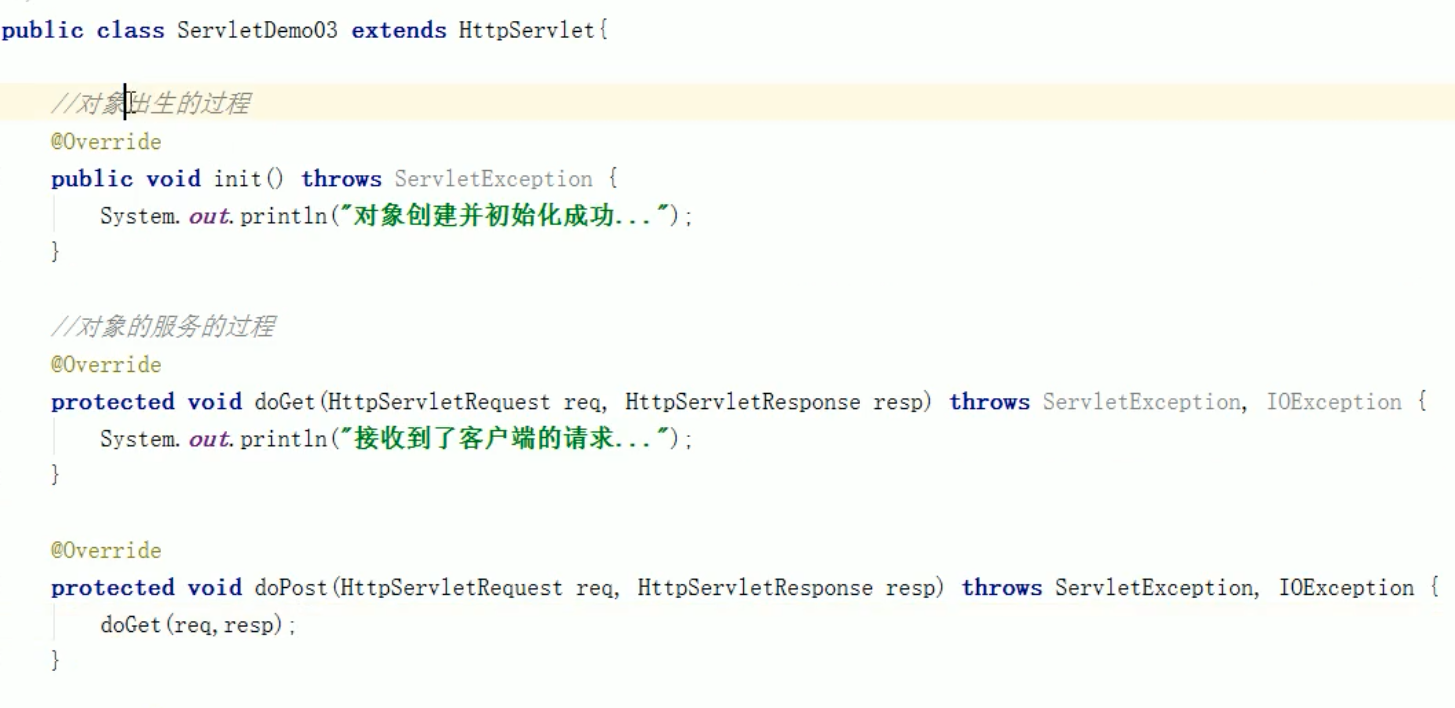 public class ServletDemo03 extends HttpServlet{
//对象出生的过程
@Override
public void init() throws ServletException {
System.out.println("对象创建并初始化成功...");
}
//对象的服务的过程
@Override
protected void doGet(HttpServletRequest req, HttpServletResponse resp) throws ServletException, IOException {
System.out.println("接收到了客户端的请求...");
}
@Override
protected void doPost(HttpServletRequest req, HttpServletResponse resp) throws ServletException, IOException {
doGet(req,resp);
}